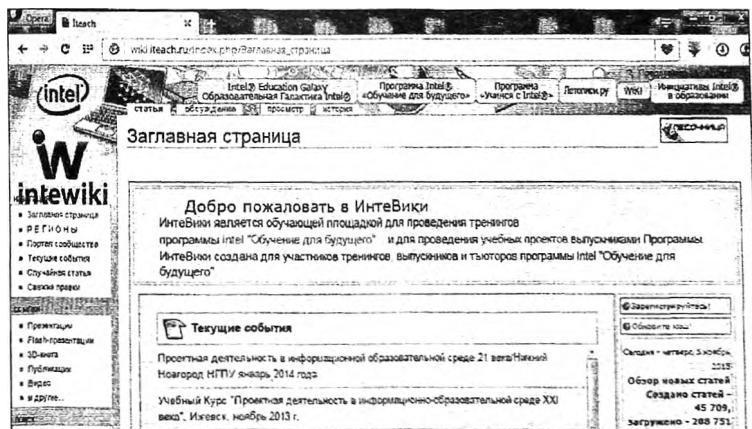 Opera
Iteach
wiki.iteach.ru/index.php/Заглавная_страница
intel
Intel® Education Galaxy
Образовательная Галактика Intel®
Программа Intel®
«Обучение для будущего»
Программа
«Учимся с Intel®»
Летописи.ру
WiKi
Инициативы Intel®
в образовании
статья
обсуждение
просмотр
история
Заглавная страница
песочница
intewiki
Заглавная страница
РЕГИОНЫ
Портал сообщества
Текущие события
Случайная статья
Свежие правки
Добро пожаловать в ИнтеВики
ИнтеВики является обучающей площадкой для проведения тренингов
программы Intel "Обучение для будущего" и для проведения учебных проектов выпускниками Программы.
ИнтеВики создана для участников тренингов, выпускников и тьюторов программы Intel "Обучение для
будущего"
Презентации
Flash-презентации
3D-книга
Публикации
Видео
и другие..
поиск
Текущие события
Проектная деятельность в информационной образовательной среде 21 века/Нижний
Новгород НГПУ январь 2014 года
Учебный Курс "Проектная деятельность в информационно-образовательной среде XXI
века", Ижевск, ноябрь 2013 г.
Зарегистрируйтесь!
Обновите кэш!
Сегодня - четверг, 5 ноябрь,
2015
Обзор новых статей
Создано статей -
45 709,
загружено - 288 751